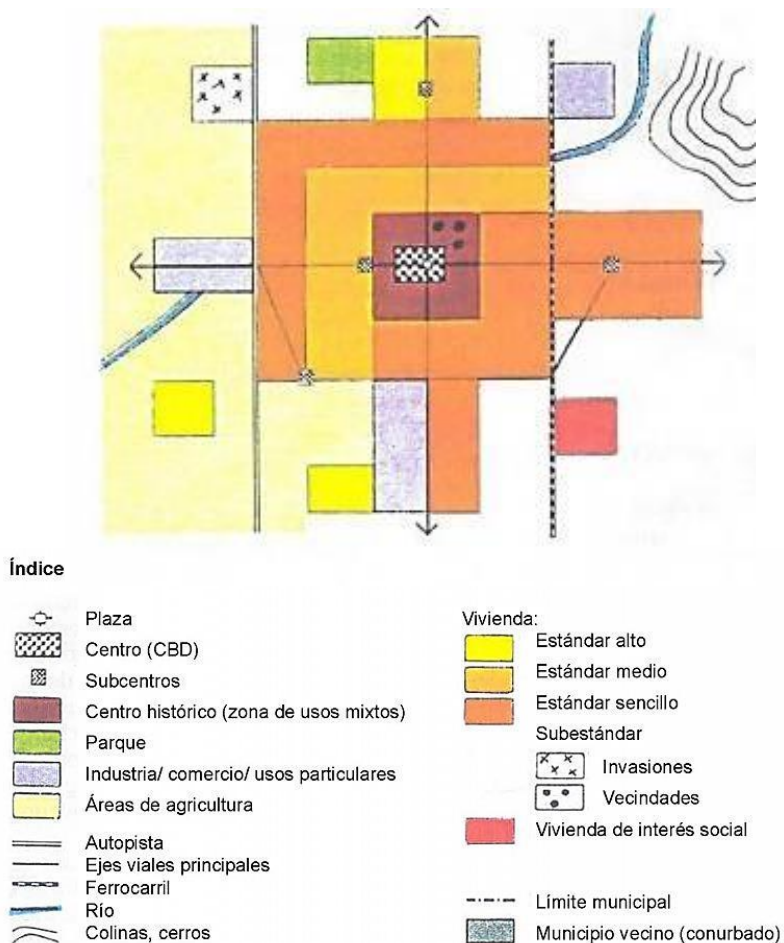 Índice
Plaza
Centro (CBD)
Subcentros
Centro histórico (zona de usos mixtos)
Parque
Industria/ comercio/ usos particulares
Áreas de agricultura
Autopista
Ejes viales principales
Ferrocarril
Río
Colinas, cerros
Vivienda:
Estándar alto
Estándar medio
Estándar sencillo
Subestándar
Invasiones
Vecindades
Vivienda de interés social
Límite municipal
Municipio vecino (conurbado)